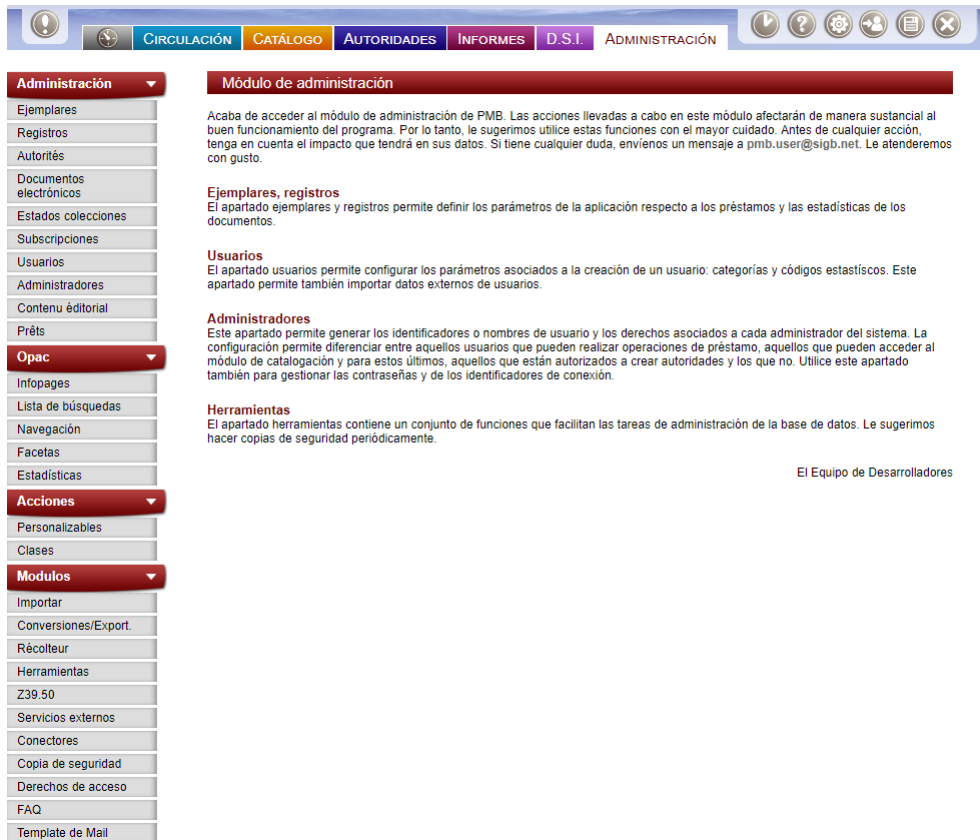 CIRCULACIÓN CATÁLOGO AUTORIDADES INFORMES D.S.I. ADMINISTRACIÓN
Administración
Ejemplares
Registros
Autorités
Documentos
electrónicos
Estados colecciones
Subscripciones
Usuarios
Administradores
Contenu éditorial
Prêts
Opac
Infopages
Lista de búsquedas
Navegación
Facetas
Estadísticas
Acciones
Personalizables
Clases
Modulos
Importar
Conversiones/Export.
Récolteur
Herramientas
Z39.50
Servicios externos
Conectores
Copia de seguridad
Derechos de acceso
FAQ
Template de Mail
Módulo de administración
Acaba de acceder al módulo de administración de PMB. Las acciones llevadas a cabo en este módulo afectarán de manera sustancial al
buen funcionamiento del programa. Por lo tanto, le sugerimos utilice estas funciones con el mayor cuidado. Antes de cualquier acción,
tenga en cuenta el impacto que tendrá en sus datos. Si tiene cualquier duda, envíenos un mensaje a pmb.user@sigb.net. Le atenderemos
con gusto.
Ejemplares, registros
El apartado ejemplares y registros permite definir los parámetros de la aplicación respecto a los préstamos y las estadísticas de los
documentos.
Usuarios
El apartado usuarios permite configurar los parámetros asociados a la creación de un usuario: categorías y códigos estastíscos. Este
apartado permite también importar datos externos de usuarios.
Administradores
Este apartado permite generar los identificadores o nombres de usuario y los derechos asociados a cada administrador del sistema. La
configuración permite diferenciar entre aquellos usuarios que pueden realizar operaciones de préstamo, aquellos que pueden acceder al
módulo de catalogación y para estos últimos, aquellos que están autorizados a crear autoridades y los que no. Utilice este apartado
también para gestionar las contraseñas y de los identificadores de conexión.
Herramientas
El apartado herramientas contiene un conjunto de funciones que facilitan las tareas de administración de la base de datos. Le sugerimos
hacer copias de seguridad periódicamente.
El Equipo de Desarrolladores